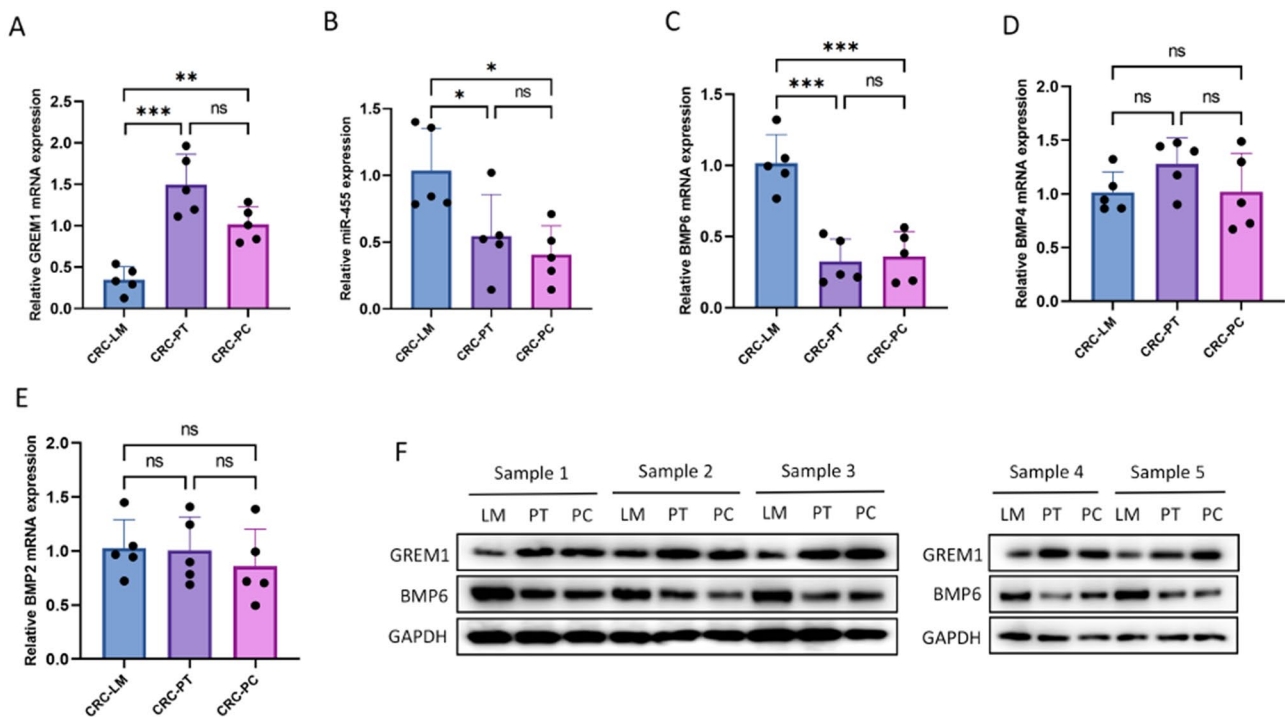 A
Relative GREM1 mRNA expression
2.5
2.0
1.5
1.0
0.5
0.0
**
***
ns
CRC-LM
CRC-PT
CRC-PC
B
Relative miR-455 expression
1.5
1.0
0.5
0.0
*
*
ns
CRC-LM
CRC-PT
CRC-PC
C
Relative BMP6 mRNA expression
1.5
1.0
0.5
0.0
***
***
ns
CRC-LM
CRC-PT
CRC-PC
D
Relative BMP4 mRNA expression
2.0
1.5
1.0
0.5
0.0
ns
ns
ns
CRC-LM
CRC-PT
CRC-PC
E
Relative BMP2 mRNA expression
2.0
1.5
1.0
0.5
0.0
ns
ns
ns
CRC-LM
CRC-PT
CRC-PC
F
Sample 1 Sample 2 Sample 3
LM PT PC LM PT PC LM PT PC
GREM1
BMP6
GAPDH
Sample 4 Sample 5
LM PT PC LM PT PC
GREM1
BMP6
GAPDH